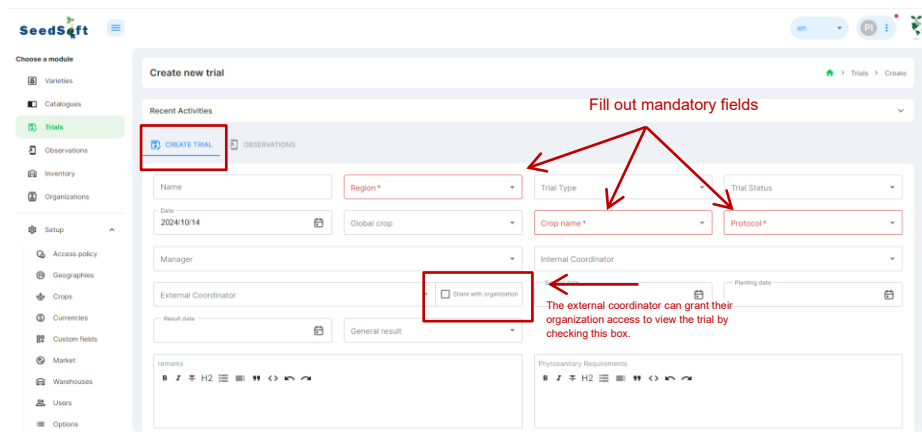 SeedSoft
en
PI
Choose a module
Varieties
Catalogues
Trials
Observations
Inventory
Organizations
Setup
Access policy
Geographies
Crops
Currencies
Custom fields
Market
Warehouses
Users
Options
Create new trial
> Trials > Create
Recent Activities
Fill out mandatory fields
CREATE TRIAL
OBSERVATIONS
Name
Region *
Trial Type
Trial Status
Date
2024/10/14
Global crop
Crop name *
Protocol *
Manager
Internal Coordinator
External Coordinator
Share with organization
Planting date
The external coordinator can grant their
organization access to view the trial by
checking this box.
Result date
General result
remarks
B I H2
Phytosanitary Requirements
B I H2